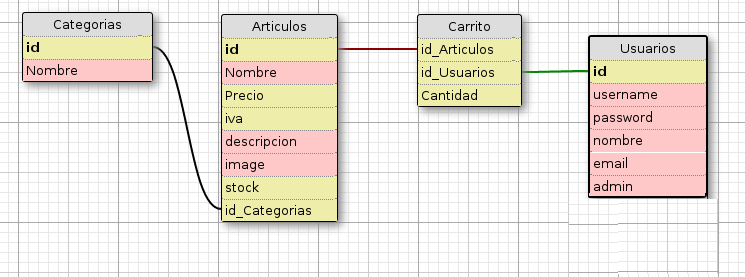 Categorias
id
Nombre
Articulos
id
Nombre
Precio
iva
descripcion
image
stock
id_Categorias
Carrito
id_Articulos
id_Usuarios
Cantidad
Usuarios
id
username
password
nombre
email
admin